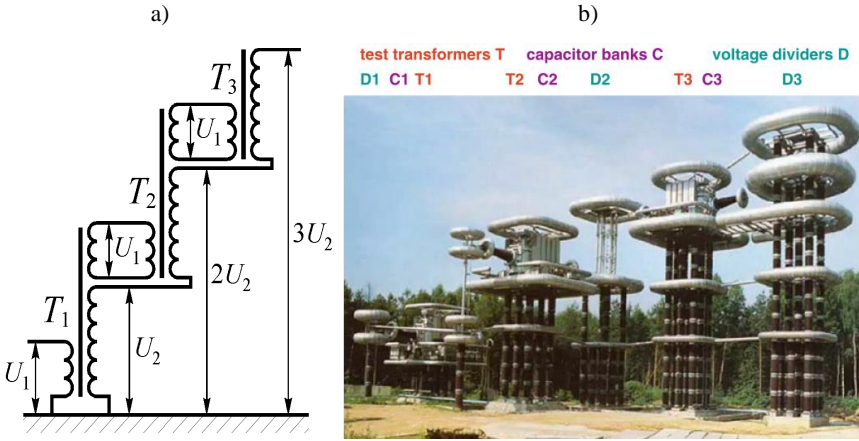 a)
b)
test transformers T capacitor banks C voltage dividers D
D1 C1 T1 T2 C2 D2 T3 C3 D3
T3
U1
T2
U1
3U2
2U2
T1
U2
U1